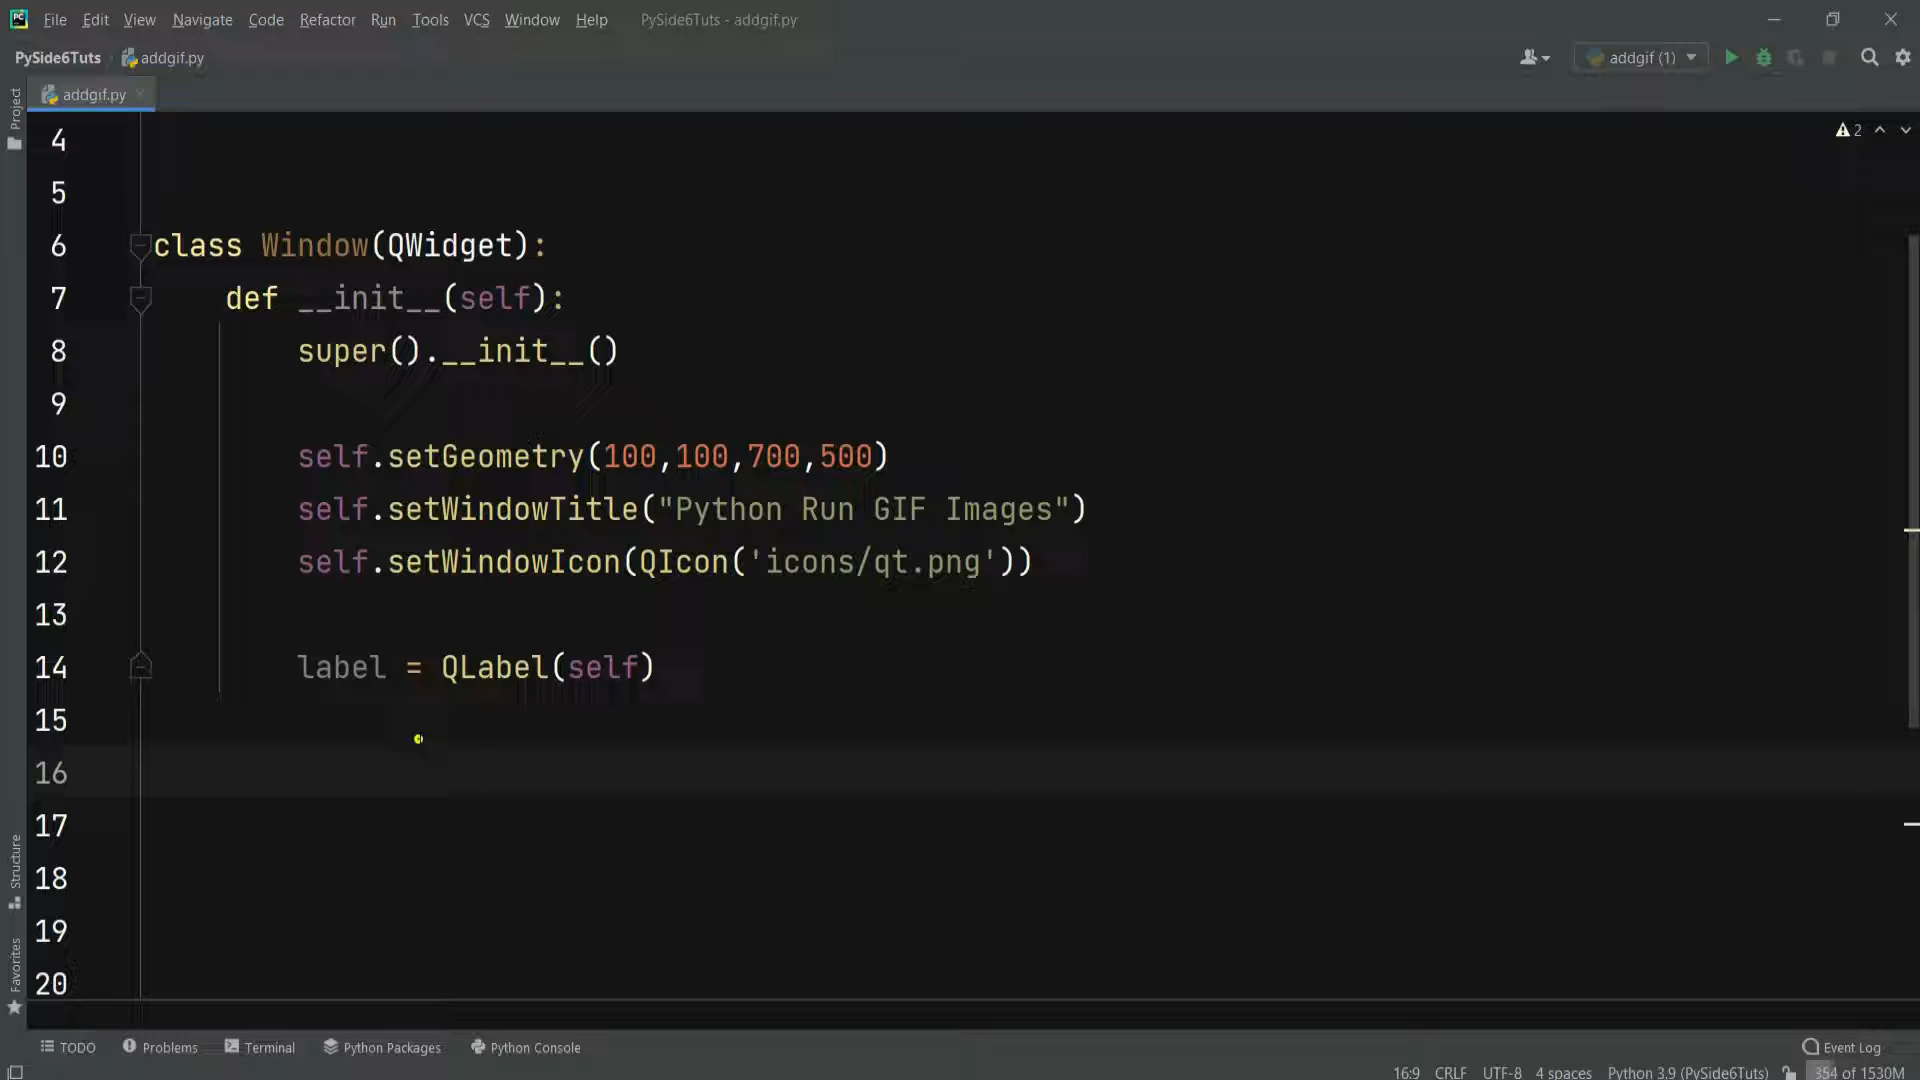 File Edit View Navigate Code Refactor Run Tools VCS Window Help PySide6Tuts - addgif.py
PySide6Tuts addgif.py addgif (1)
addgif.py
Project
2
4
5
6 class Window(QWidget):
7 def __init__(self):
8 super().__init__()
9
10 self.setGeometry(100,100,700,500)
11 self.setWindowTitle("Python Run GIF Images")
12 self.setWindowIcon(QIcon('icons/qt.png'))
13
14 label = QLabel(self)
15
16
17
18
19
20
Structure
Favorites
TODO Problems Terminal Python Packages Python Console Event Log
16:9 CRLF UTF-8 4 spaces Python 3.9 (PySide6Tuts) 354 of 1530M